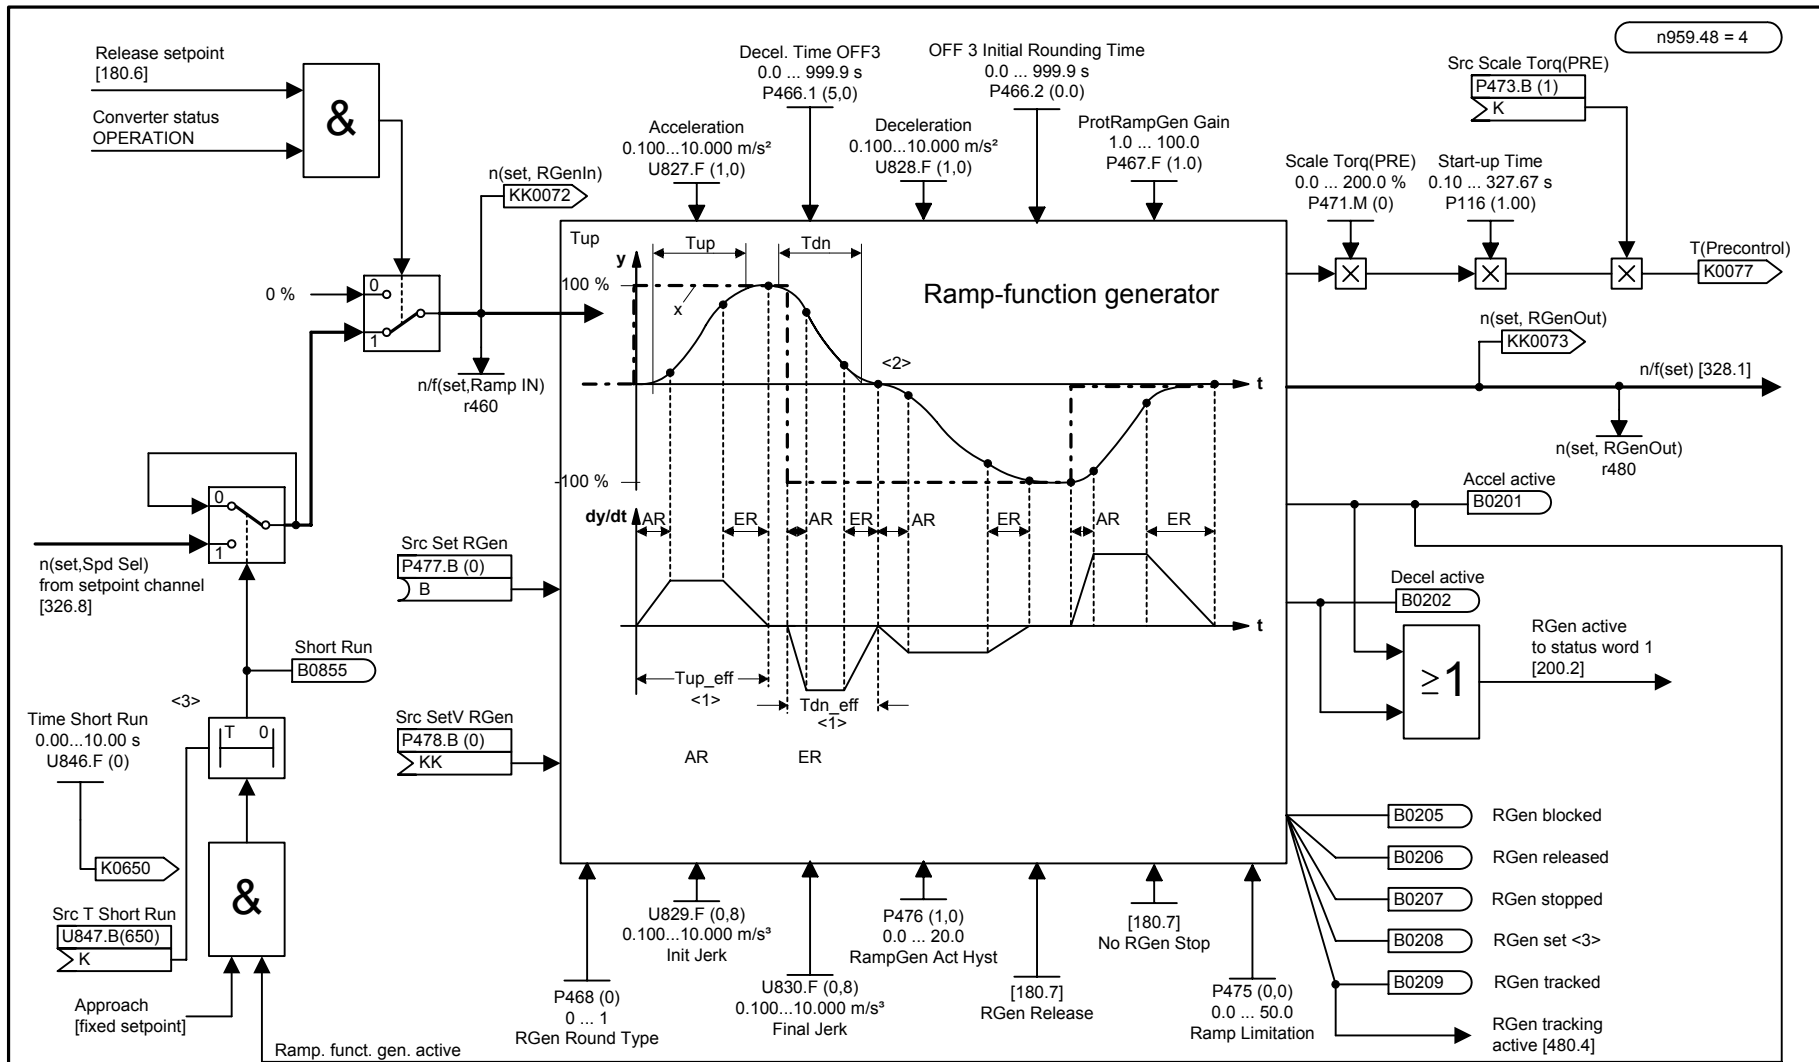 n959.48 = 4
Release setpoint
[180.6]
Converter status
OPERATION
&
Decel. Time OFF3
0.0 ... 999.9 s
P466.1 (5,0)
OFF 3 Initial Rounding Time
0.0 ... 999.9 s
P466.2 (0.0)
Acceleration
0.100...10.000 m/s²
U827.F (1,0)
Deceleration
0.100...10.000 m/s²
U828.F (1,0)
ProtRampGen Gain
1.0 ... 100.0
P467.F (1.0)
Src Scale Torq(PRE)
P473.B (1)
K
Scale Torq(PRE)
0.0 ... 200.0 %
P471.M (0)
Start-up Time
0.10 ... 327.67 s
P116 (1.00)
T(Precontrol)
K0077
n(set, RGenIn)
KK0072
0 %
0
1
n/f(set,Ramp IN)
r460
Tup
y
Tup
Tdn
100 %
x
Ramp-function generator
<2>
t
-100 %
dy/dt
AR
ER
AR
ER
AR
ER
AR
ER
t
Tup_eff
<1>
Tdn_eff
<1>
AR
ER
n(set, RGenOut)
KK0073
n/f(set) [328.1]
n(set, RGenOut)
r480
Accel active
B0201
Decel active
B0202
≥1
RGen active
to status word 1
[200.2]
0
1
n(set,Spd Sel)
from setpoint channel
[326.8]
Src Set RGen
P477.B (0)
B
Src SetV RGen
P478.B (0)
KK
Short Run
B0855
<3>
T 0
Time Short Run
0.00...10.00 s
U846.F (0)
K0650
Src T Short Run
U847.B(650)
K
&
Approach
[fixed setpoint]
Ramp. funct. gen. active
P468 (0)
0 ... 1
RGen Round Type
U829.F (0,8)
0.100...10.000 m/s³
Init Jerk
U830.F (0,8)
0.100...10.000 m/s³
Final Jerk
P476 (1,0)
0.0 ... 20.0
RampGen Act Hyst
[180.7]
RGen Release
[180.7]
No RGen Stop
P475 (0,0)
0.0 ... 50.0
Ramp Limitation
B0205 RGen blocked
B0206 RGen released
B0207 RGen stopped
B0208 RGen set <3>
B0209 RGen tracked
RGen tracking
active [480.4]